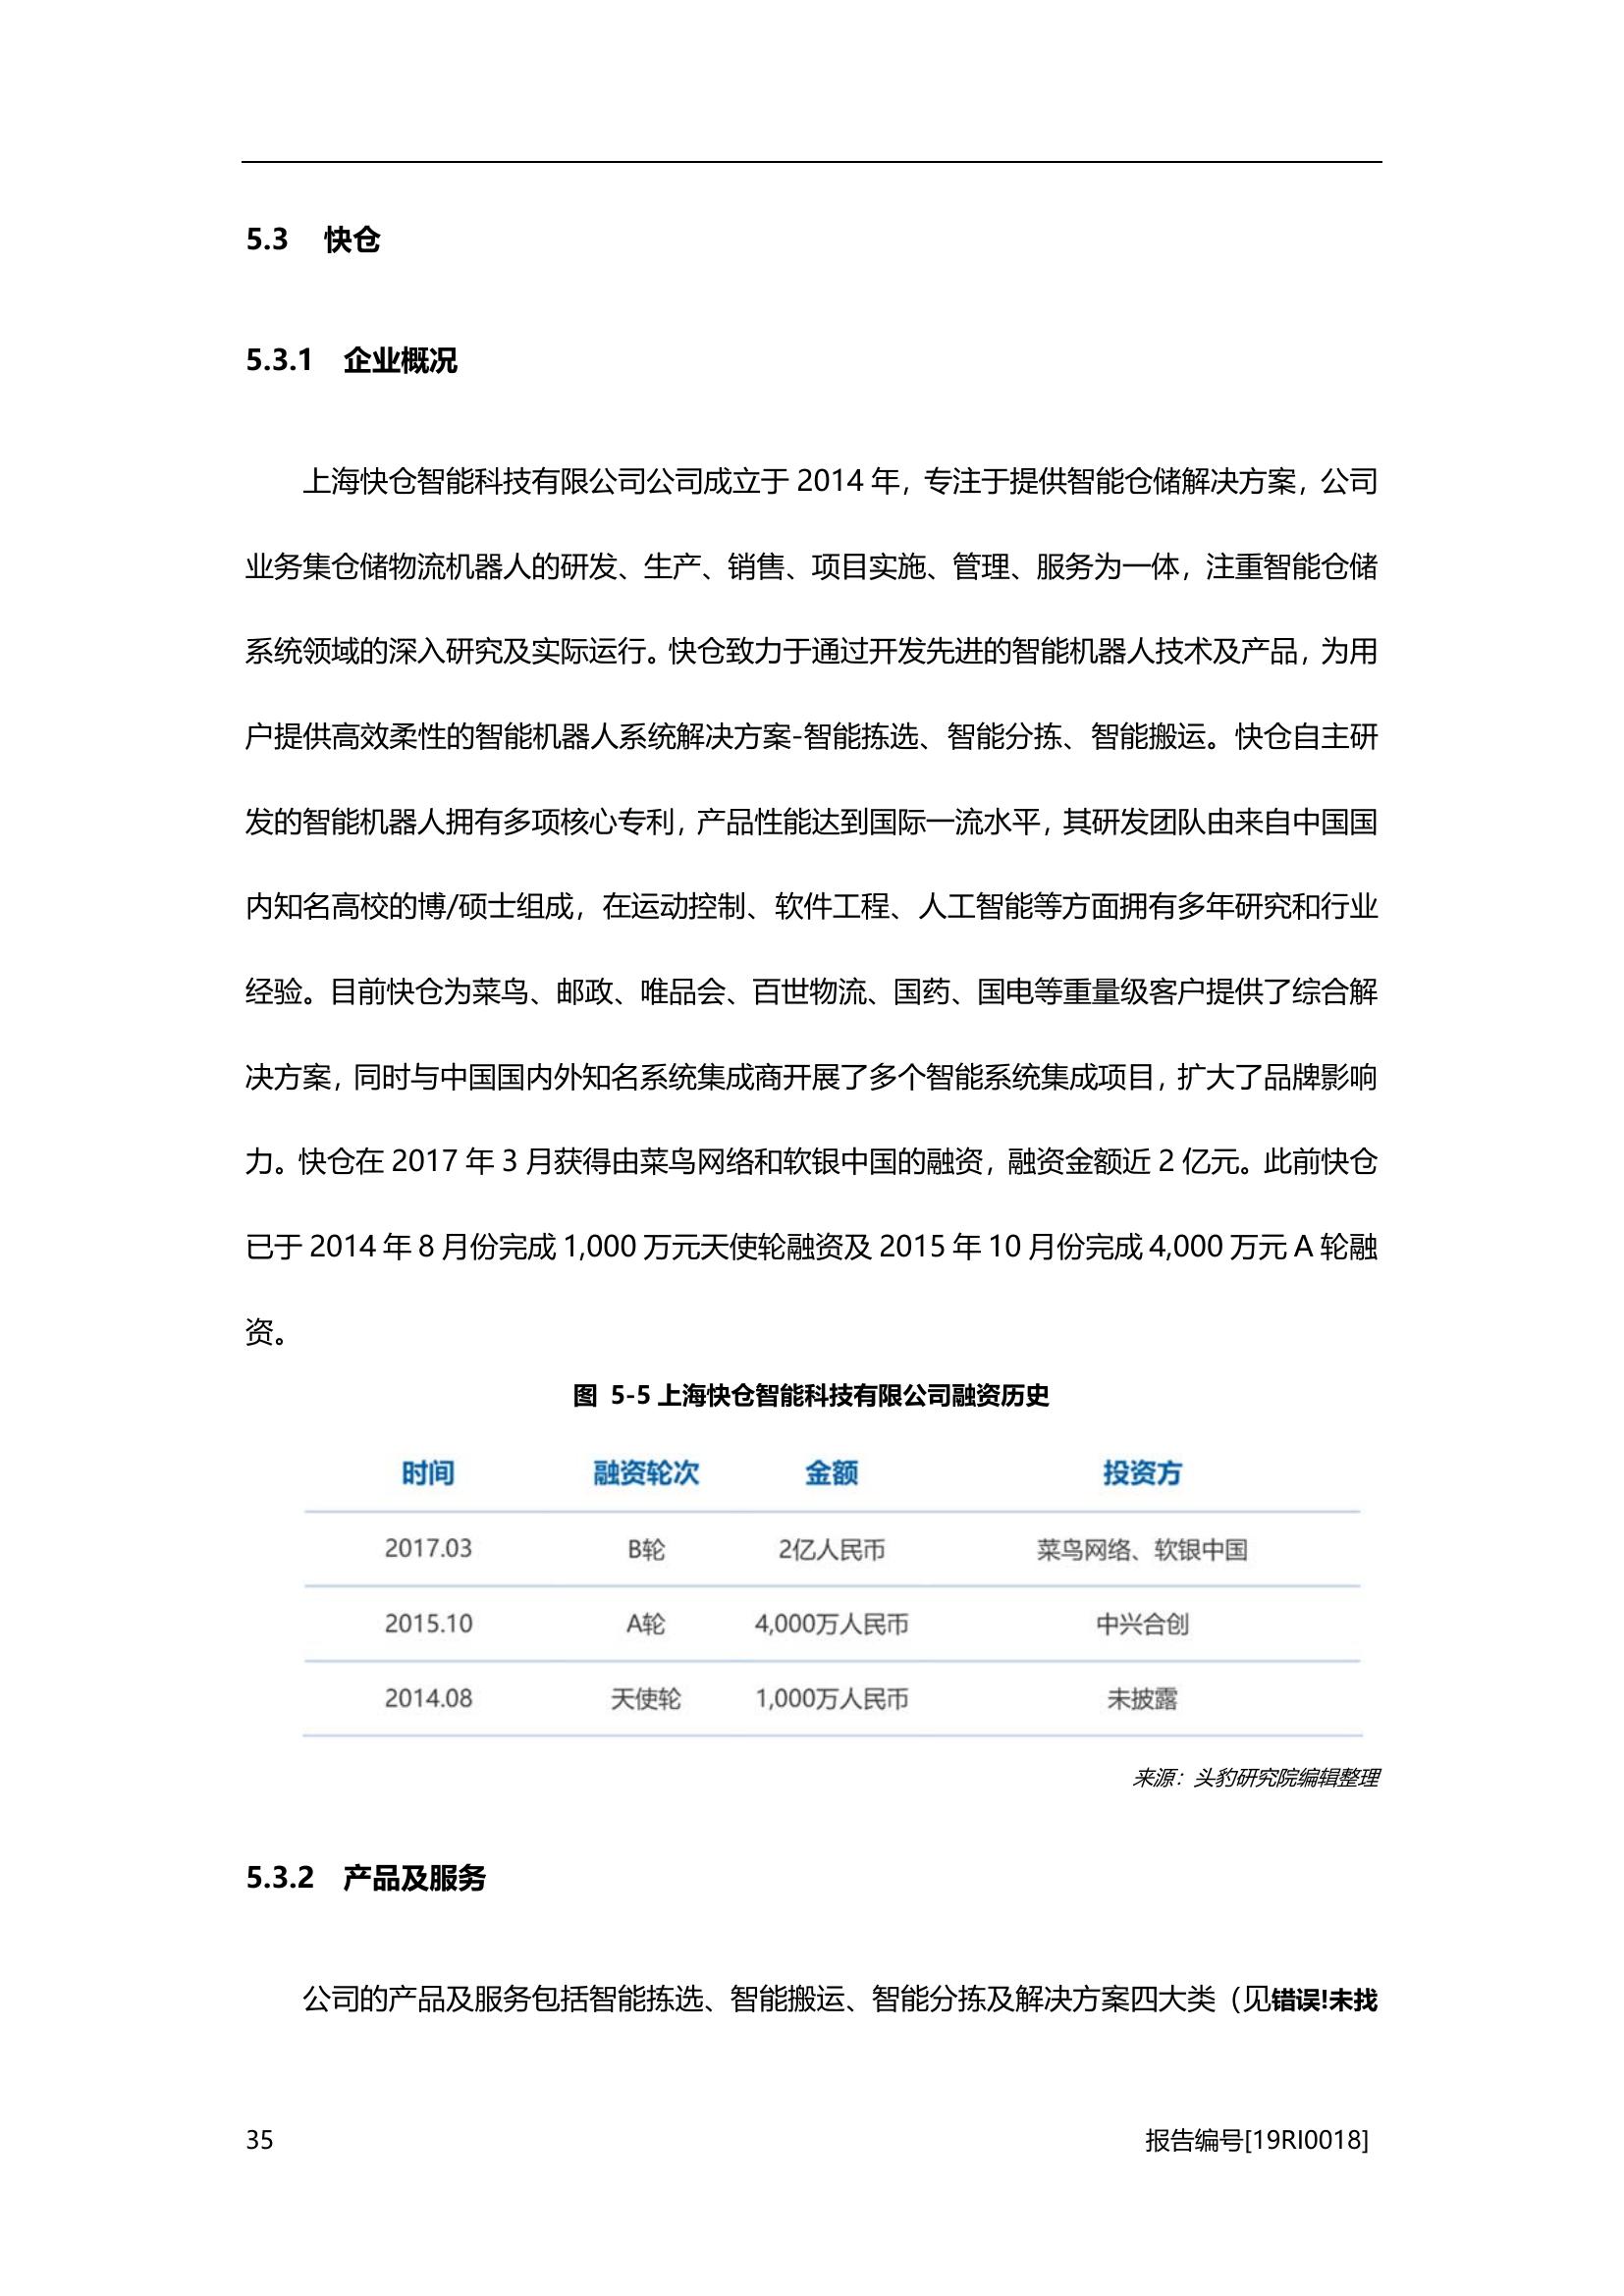 5.3 快仓
5.3.1 企业概况
上海快仓智能科技有限公司公司成立于 2014 年，专注于提供智能仓储解决方案，公司
业务集仓储物流机器人的研发、生产、销售、项目实施、管理、服务为一体，注重智能仓储
系统领域的深入研究及实际运行。快仓致力于通过开发先进的智能机器人技术及产品，为用
户提供高效柔性的智能机器人系统解决方案-智能拣选、智能分拣、智能搬运。快仓自主研
发的智能机器人拥有多项核心专利，产品性能达到国际一流水平，其研发团队由来自中国国
内知名高校的博/硕士组成，在运动控制、软件工程、人工智能等方面拥有多年研究和行业
经验。目前快仓为菜鸟、邮政、唯品会、百世物流、国药、国电等重量级客户提供了综合解
决方案，同时与中国国内外知名系统集成商开展了多个智能系统集成项目，扩大了品牌影响
力。快仓在 2017 年 3 月获得由菜鸟网络和软银中国的融资，融资金额近 2 亿元。此前快仓
已于 2014 年 8 月份完成 1,000 万元天使轮融资及 2015 年 10 月份完成 4,000 万元 A 轮融
资。
图 5-5 上海快仓智能科技有限公司融资历史
时间 融资轮次 金额 投资方
2017.03 B轮 2亿人民币 菜鸟网络、软银中国
2015.10 A轮 4,000万人民币 中兴合创
2014.08 天使轮 1,000万人民币 未披露
来源：头豹研究院编辑整理
5.3.2 产品及服务
公司的产品及服务包括智能拣选、智能搬运、智能分拣及解决方案四大类（见错误!未找
35 报告编号[19RI0018]